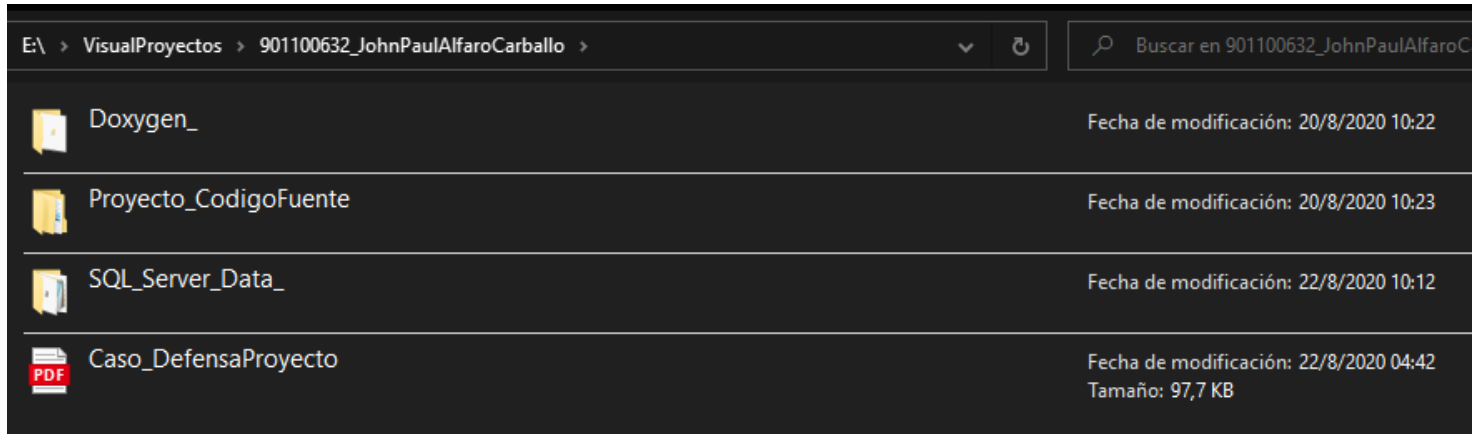 E:\ > VisualProyectos > 901100632_JohnPaulAlfaroCarballo >
Buscar en 901100632_JohnPaulAlfaroC
Doxygen_
Fecha de modificación: 20/8/2020 10:22
Proyecto_CodigoFuente
Fecha de modificación: 20/8/2020 10:23
SQL_Server_Data_
Fecha de modificación: 22/8/2020 10:12
PDF
Caso_DefensaProyecto
Fecha de modificación: 22/8/2020 04:42
Tamaño: 97,7 KB